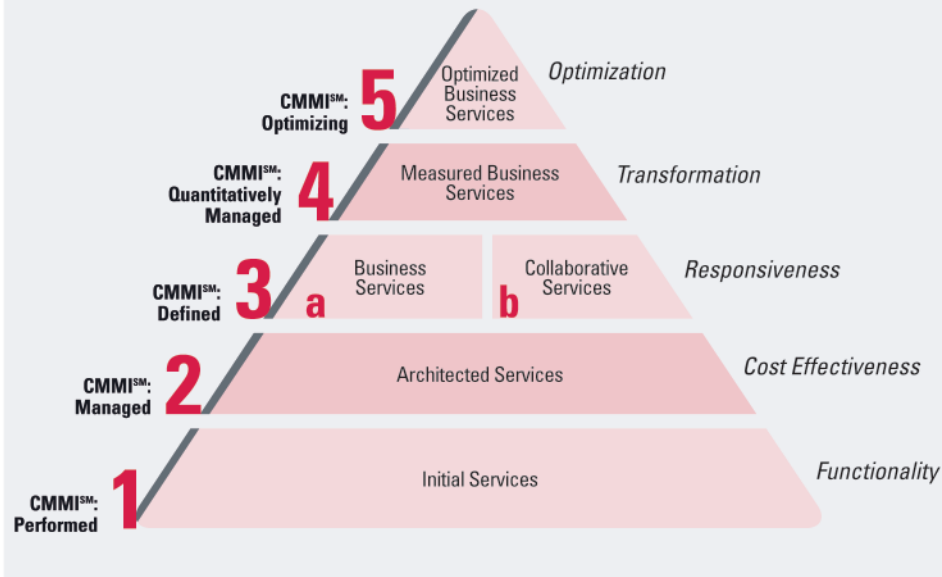 Optimized
Business
Services
Optimization
CMMI℠:
Optimizing
5
Measured Business
Services
Transformation
CMMI℠:
Quantitatively
Managed
4
Business
Services
a
Collaborative
Services
b
Responsiveness
CMMI℠:
Defined
3
Architected Services
Cost Effectiveness
CMMI℠:
Managed
2
Initial Services
Functionality
CMMI℠:
Performed
1